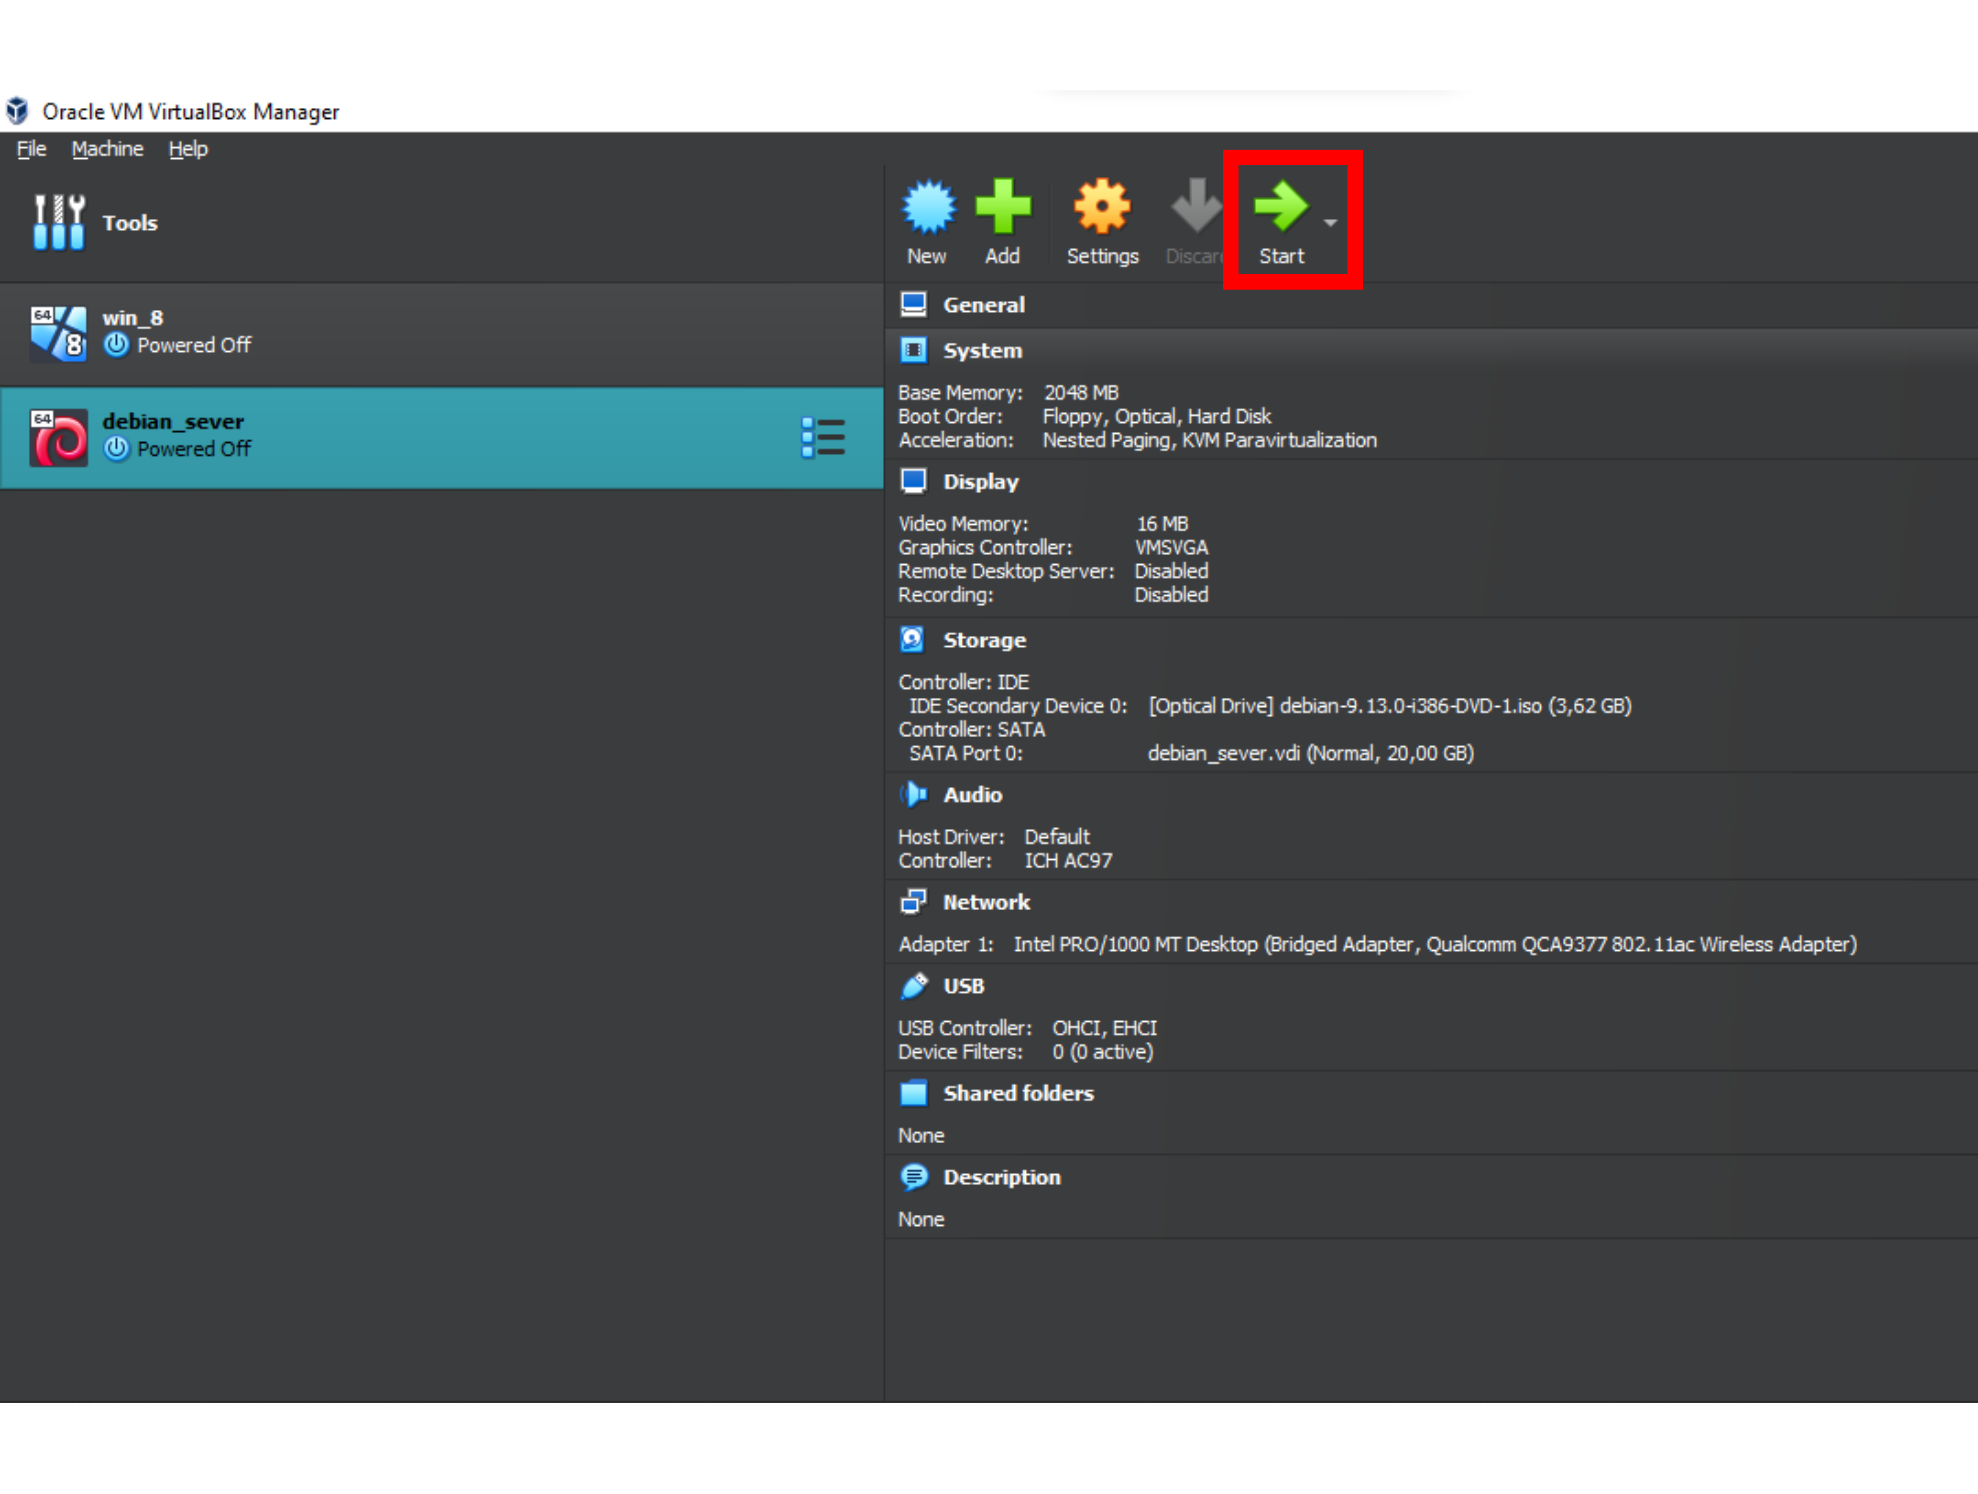 Oracle VM VirtualBox Manager
File Machine Help
Tools
New Add Settings Discar Start
64 8 win_8
Powered Off
64 debian_sever
Powered Off
General
System
Base Memory: 2048 MB
Boot Order: Floppy, Optical, Hard Disk
Acceleration: Nested Paging, KVM Paravirtualization
Display
Video Memory: 16 MB
Graphics Controller: VMSVGA
Remote Desktop Server: Disabled
Recording: Disabled
Storage
Controller: IDE
IDE Secondary Device 0: [Optical Drive] debian-9.13.0-i386-DVD-1.iso (3,62 GB)
Controller: SATA
SATA Port 0: debian_sever.vdi (Normal, 20,00 GB)
Audio
Host Driver: Default
Controller: ICH AC97
Network
Adapter 1: Intel PRO/1000 MT Desktop (Bridged Adapter, Qualcomm QCA9377 802.11ac Wireless Adapter)
USB
USB Controller: OHCI, EHCI
Device Filters: 0 (0 active)
Shared folders
None
Description
None